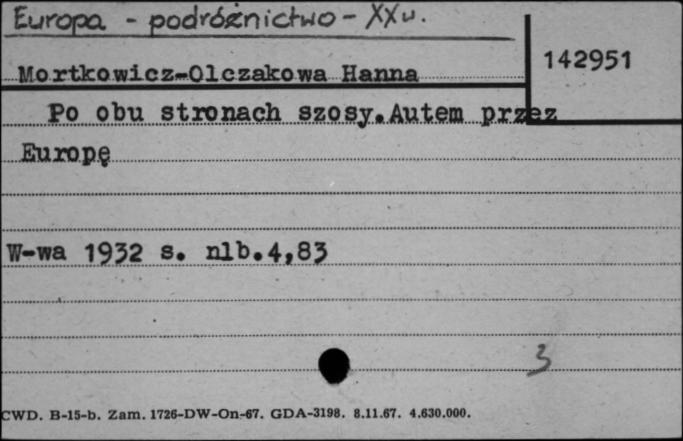 Europa - podróżnictwo - XX w.
142951
Mortkowicz-Olczakowa Hanna
Po obu stronach szosy.Autem przez
Europę
W-wa 1932 s. nlb.4,83
3
CWD. B-15-b. Zam. 1726-DW-On-67. GDA-3198. 8.11.67. 4.630.000.